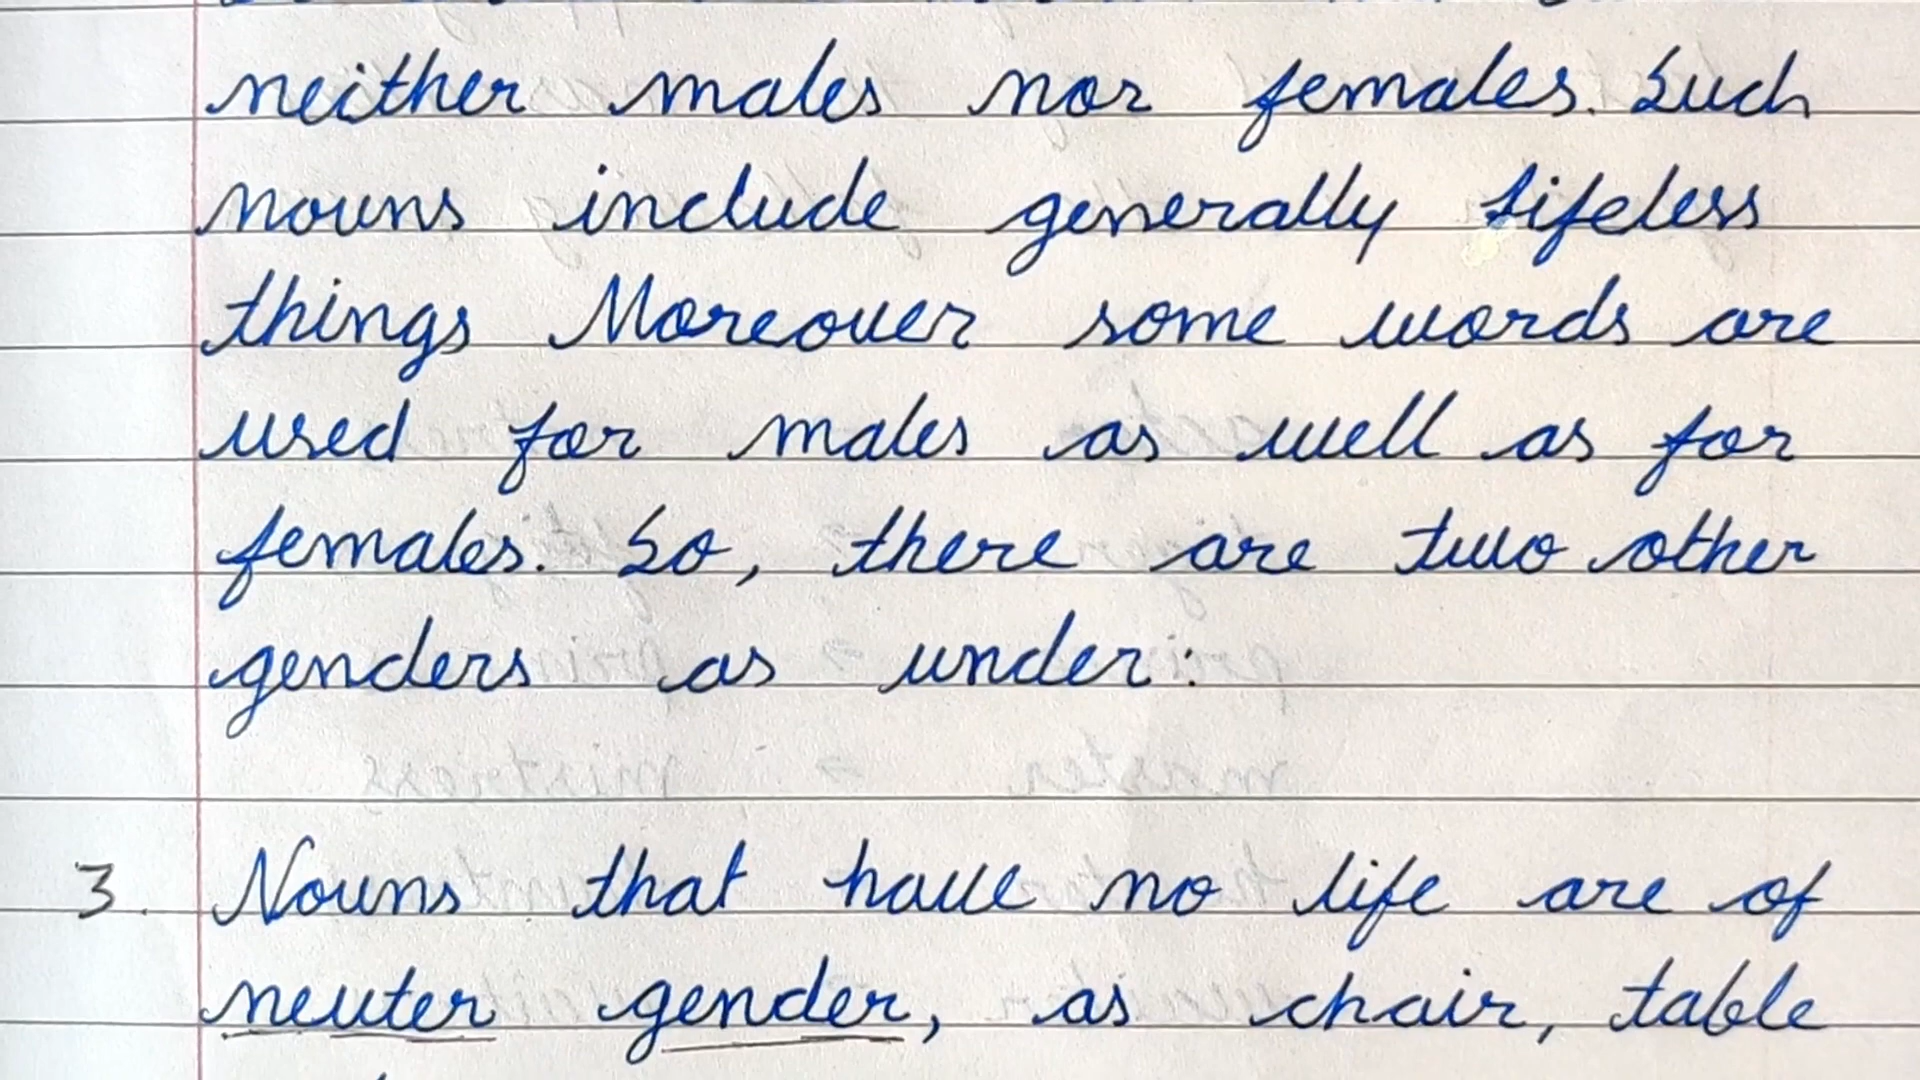 neither males nor females. Such
nouns include generally lifeless
things Moreover some words are
used for males as well as for
females. So, there are two other
genders as under:
3. Nouns that have no life are of
neuter gender, as chair, table